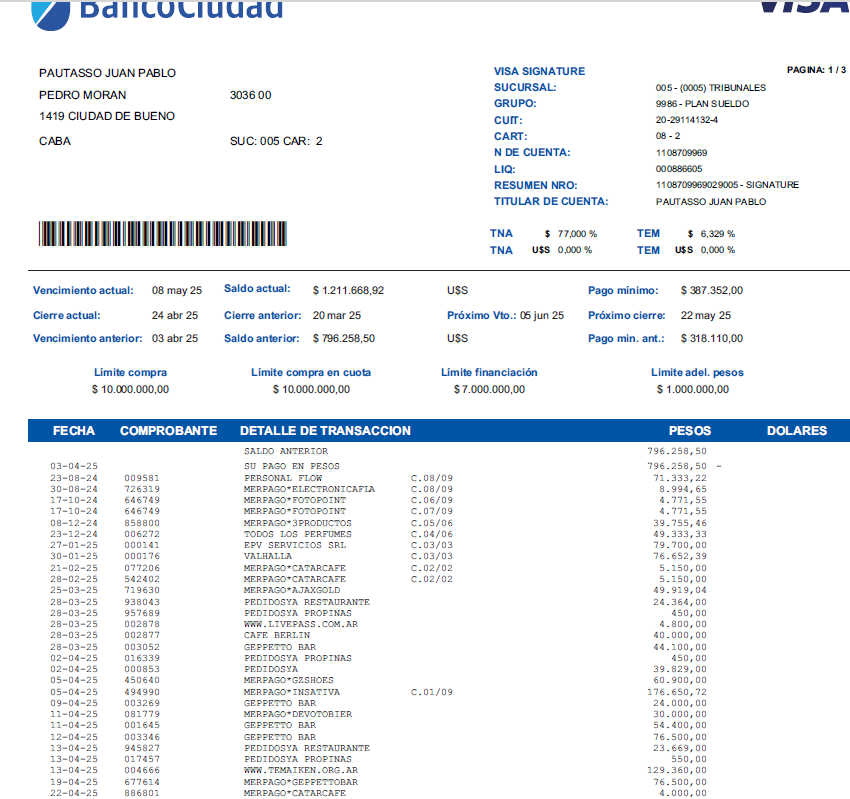 BancoCiudad
VISA
PAUTASSO JUAN PABLO
PEDRO MORAN 3036 00
1419 CIUDAD DE BUENO
CABA SUC: 005 CAR: 2
VISA SIGNATURE PAGINA: 1 / 3
SUCURSAL: 005 - (0005) TRIBUNALES
GRUPO: 9986 - PLAN SUELDO
CUIT: 20-29114132-4
CART: 08 - 2
N DE CUENTA: 1108709969
LIQ: 000886605
RESUMEN NRO: 1108709969029005 - SIGNATURE
TITULAR DE CUENTA: PAUTASSO JUAN PABLO
TNA $ 77,000 % TEM $ 6,329 %
TNA U$S 0,000 % TEM U$S 0,000 %
Vencimiento actual: 08 may 25 Saldo actual: $ 1.211.668,92 U$S Pago mínimo: $ 387.352,00
Cierre actual: 24 abr 25 Cierre anterior: 20 mar 25 Próximo Vto.: 05 jun 25 Próximo cierre: 22 may 25
Vencimiento anterior: 03 abr 25 Saldo anterior: $ 796.258,50 U$S Pago min. ant.: $ 318.110,00
Límite compra Límite compra en cuota Límite financiación Límite adel. pesos
$ 10.000.000,00 $ 10.000.000,00 $ 7.000.000,00 $ 1.000.000,00
FECHA COMPROBANTE DETALLE DE TRANSACCION PESOS DOLARES
SALDO ANTERIOR 796.258,50
03-04-25 SU PAGO EN PESOS 796.258,50 -
23-08-24 009581 PERSONAL FLOW C.08/09 71.333,22
30-08-24 726319 MERPAGO*ELECTRONICAFLA C.08/09 8.994,65
17-10-24 646749 MERPAGO*FOTOPOINT C.06/09 4.771,55
17-10-24 646749 MERPAGO*FOTOPOINT C.07/09 4.771,55
08-12-24 858800 MERPAGO*3PRODUCTOS C.05/06 39.755,46
23-12-24 006272 TODOS LOS PERFUMES C.04/06 49.333,33
27-01-25 000141 EPV SERVICIOS SRL C.03/03 79.700,00
30-01-25 000176 VALHALLA C.03/03 76.652,39
21-02-25 077206 MERPAGO*CATARCAFE C.02/02 5.150,00
28-02-25 542402 MERPAGO*CATARCAFE C.02/02 5.150,00
25-03-25 719630 MERPAGO*AJAXGOLD 49.919,04
28-03-25 938043 PEDIDOSYA RESTAURANTE 24.364,00
28-03-25 957689 PEDIDOSYA PROPINAS 450,00
28-03-25 002878 WWW.LIVEPASS.COM.AR 4.800,00
28-03-25 002877 CAFE BERLIN 40.000,00
28-03-25 003052 GEPPETTO BAR 44.100,00
02-04-25 016339 PEDIDOSYA PROPINAS 450,00
02-04-25 000853 PEDIDOSYA 39.829,00
05-04-25 450640 MERPAGO*GZSHOES 60.900,00
05-04-25 494990 MERPAGO*INSATIVA C.01/09 176.650,72
09-04-25 003269 GEPPETTO BAR 24.000,00
11-04-25 081779 MERPAGO*DEVOTOBIER 30.000,00
11-04-25 001645 GEPPETTO BAR 54.400,00
12-04-25 003346 GEPPETTO BAR 76.500,00
13-04-25 945827 PEDIDOSYA RESTAURANTE 23.669,00
13-04-25 017457 PEDIDOSYA PROPINAS 550,00
13-04-25 004666 WWW.TEMAIKEN.ORG.AR 129.360,00
19-04-25 677614 MERPAGO*GEPPETTOBAR 76.500,00
22-04-25 886801 MERPAGO*CATARCAFE 4.000,00